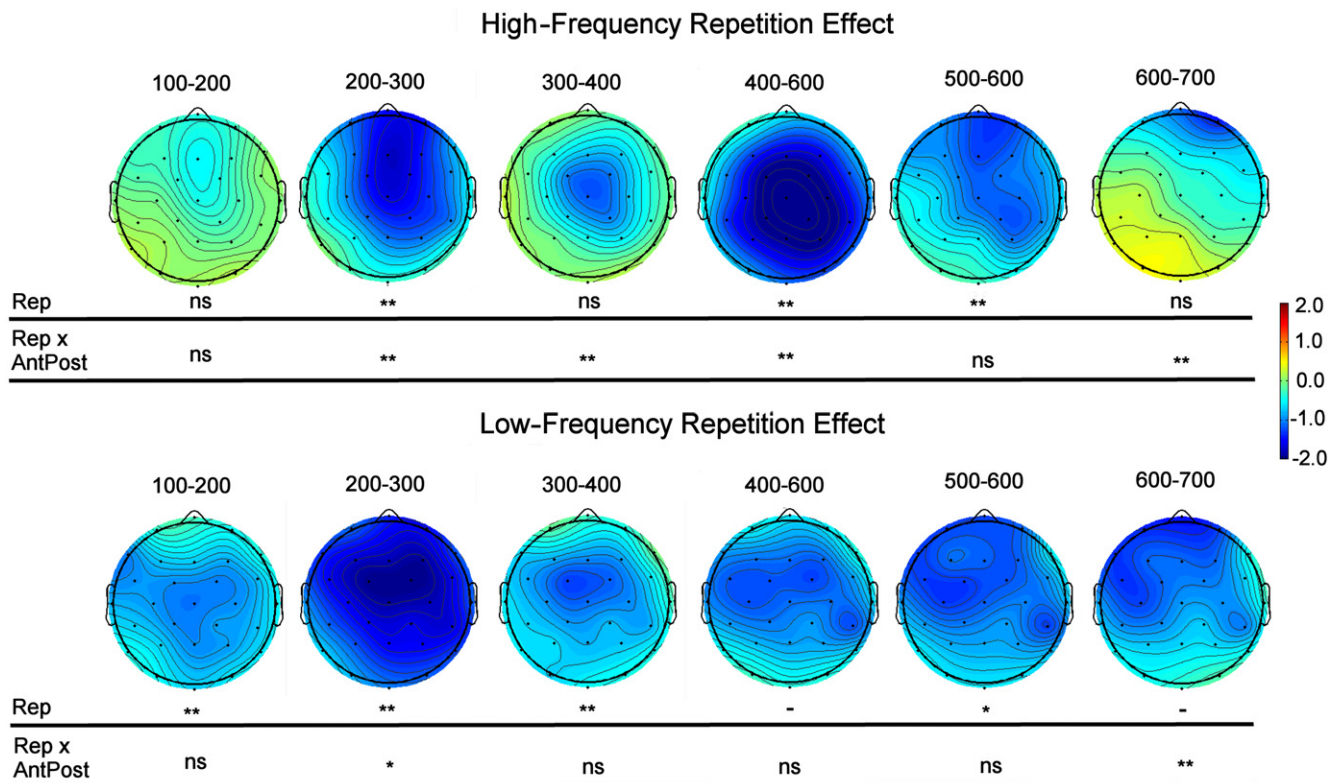 High-Frequency Repetition Effect
100-200 200-300 300-400 400-600 500-600 600-700
Rep ns ** ns ** ** ns
Rep x
AntPost ns ** ** ** ns **
2.0
1.0
0.0
-1.0
-2.0
Low-Frequency Repetition Effect
100-200 200-300 300-400 400-600 500-600 600-700
Rep ** ** ** - * -
Rep x
AntPost ns * ns ns ns **